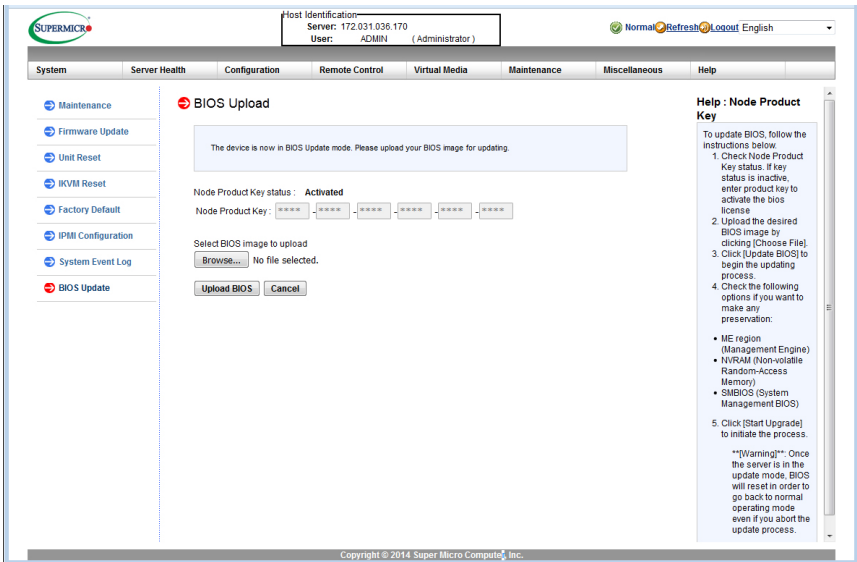 SUPERMICRO
Host Identification
Server: 172.031.036.170
User: ADMIN ( Administrator )
Normal Refresh Logout English
System Server Health Configuration Remote Control Virtual Media Maintenance Miscellaneous Help
Maintenance
Firmware Update
Unit Reset
IKVM Reset
Factory Default
IPMI Configuration
System Event Log
BIOS Update
BIOS Upload
The device is now in BIOS Update mode. Please upload your BIOS image for updating.
Node Product Key status : Activated
Node Product Key : **** - **** - **** - **** - **** - ****
Select BIOS image to upload
Browse... No file selected.
Upload BIOS Cancel
Help : Node Product
Key
To update BIOS, follow the
instructions below.
1. Check Node Product
Key status. If key
status is inactive,
enter product key to
activate the bios
license
2. Upload the desired
BIOS image by
clicking [Choose File].
3. Click [Update BIOS] to
begin the updating
process.
4. Check the following
options if you want to
make any
preservation:
• ME region
(Management Engine)
• NVRAM (Non-volatile
Random-Access
Memory)
• SMBIOS (System
Management BIOS)
5. Click [Start Upgrade]
to initiate the process.
**[Warning]**: Once
the server is in the
update mode, BIOS
will reset in order to
go back to normal
operating mode
even if you abort the
update process.
Copyright © 2014 Super Micro Computer, Inc.